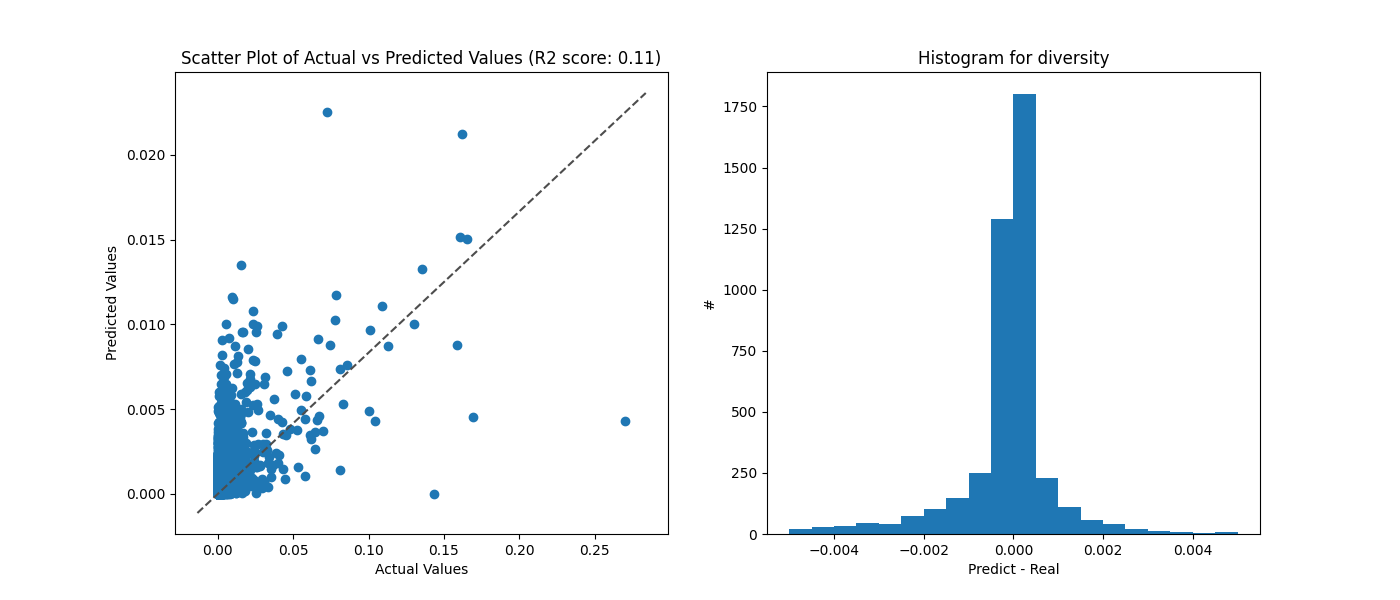 Scatter Plot of Actual vs Predicted Values (R2 score: 0.11)
0.020
0.015
0.010
0.005
0.000
Predicted Values
0.00 0.05 0.10 0.15 0.20 0.25
Actual Values
Histogram for diversity
1750
1500
1250
1000
750
500
250
0
#
−0.004 −0.002 0.000 0.002 0.004
Predict - Real